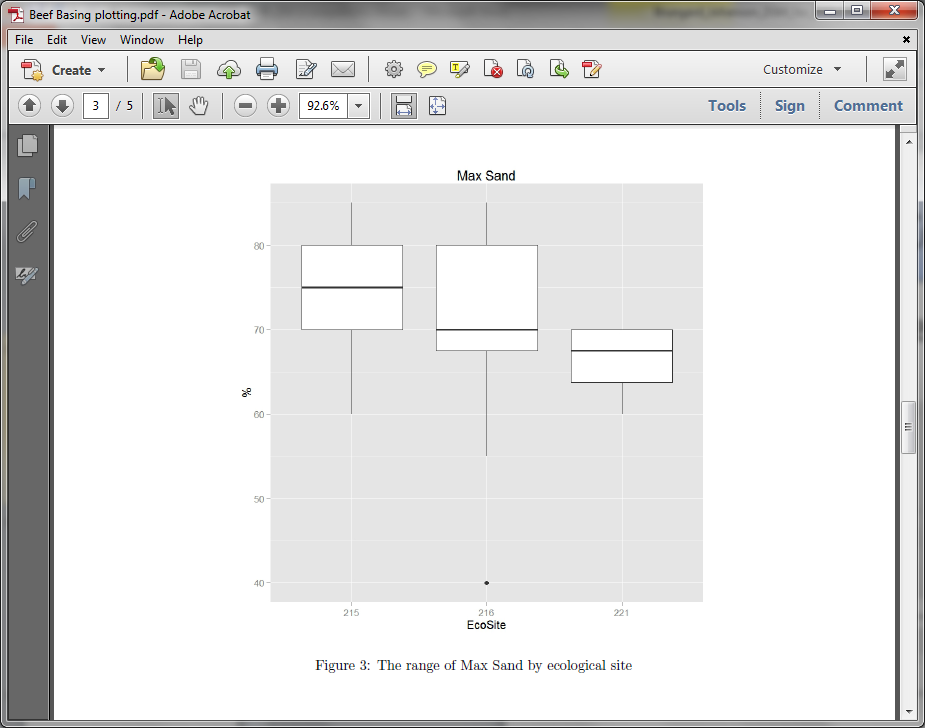 Beef Basing plotting.pdf - Adobe Acrobat
File Edit View Window Help
Create Customize
3 / 5 92.6% Tools Sign Comment
Max Sand
80
70
%
60
50
40
215 216 221
EcoSite
Figure 3: The range of Max Sand by ecological site